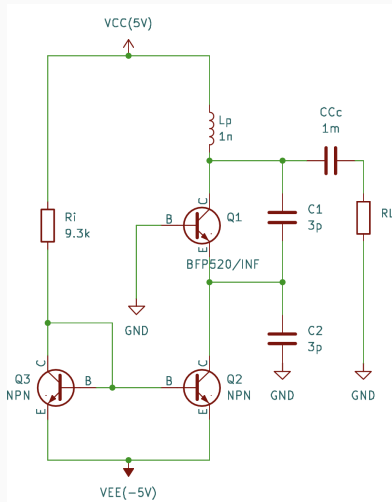 VCC(5V)
Lp
1n
CCc
1m
C
B
Q1
C1
3p
RL
Ri
9.3k
E
BFP520/INF
GND
C2
3p
Q3
NPN
C
B
E
B
C
E
Q2
NPN
GND
GND
VEE(-5V)